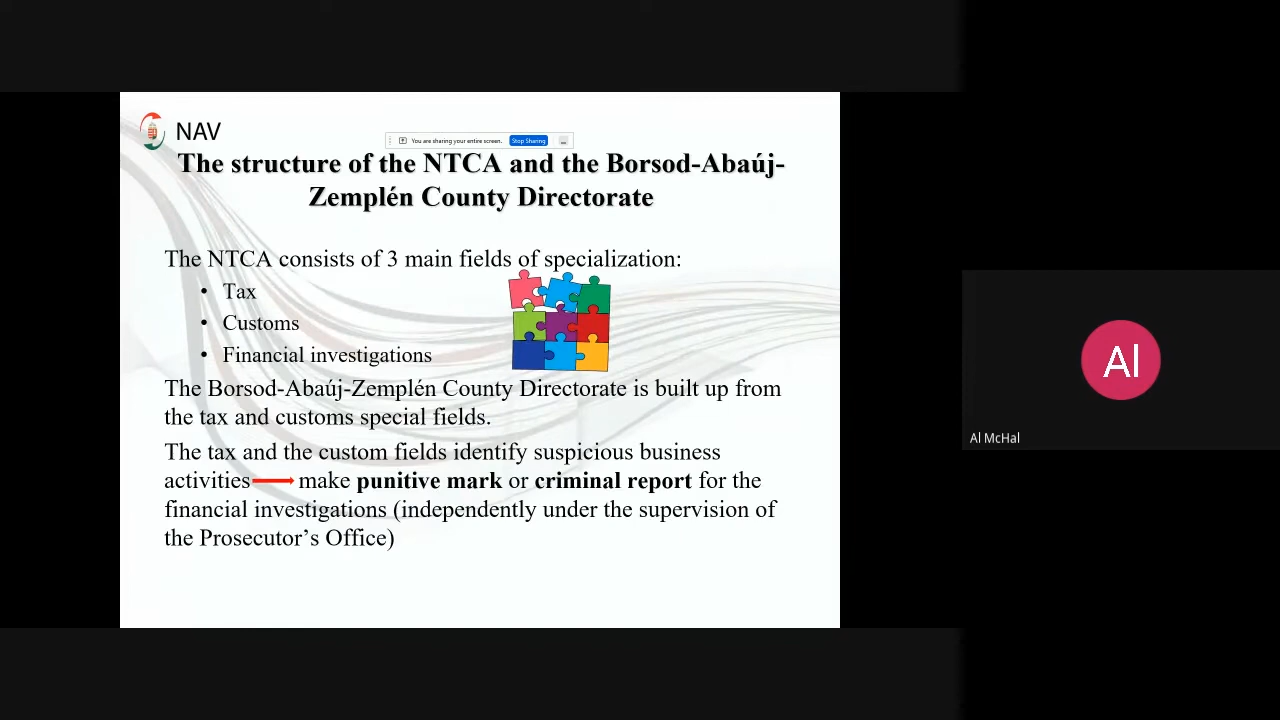 NAV
You are sharing your entire screen. Stop Sharing
The structure of the NTCA and the Borsod-Abaúj-
Zemplén County Directorate
The NTCA consists of 3 main fields of specialization:
• Tax
• Customs
• Financial investigations
The Borsod-Abaúj-Zemplén County Directorate is built up from
the tax and customs special fields.
The tax and the custom fields identify suspicious business
activities make punitive mark or criminal report for the
financial investigations (independently under the supervision of
the Prosecutor’s Office)
Al
Al McHal